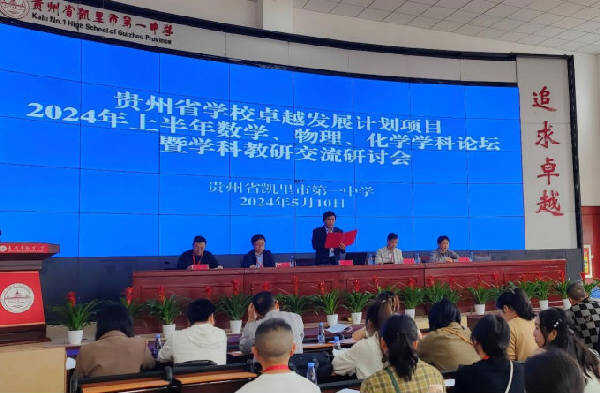 贵州省凯里市第一中学
Kaili No.1 High School of Guizhou Province
贵州省学校卓越发展计划项目
2024年上半年数学、物理、化学学科论坛
暨学科教研交流研讨会
贵州省凯里市第一中学
2024年5月10日
追求卓越